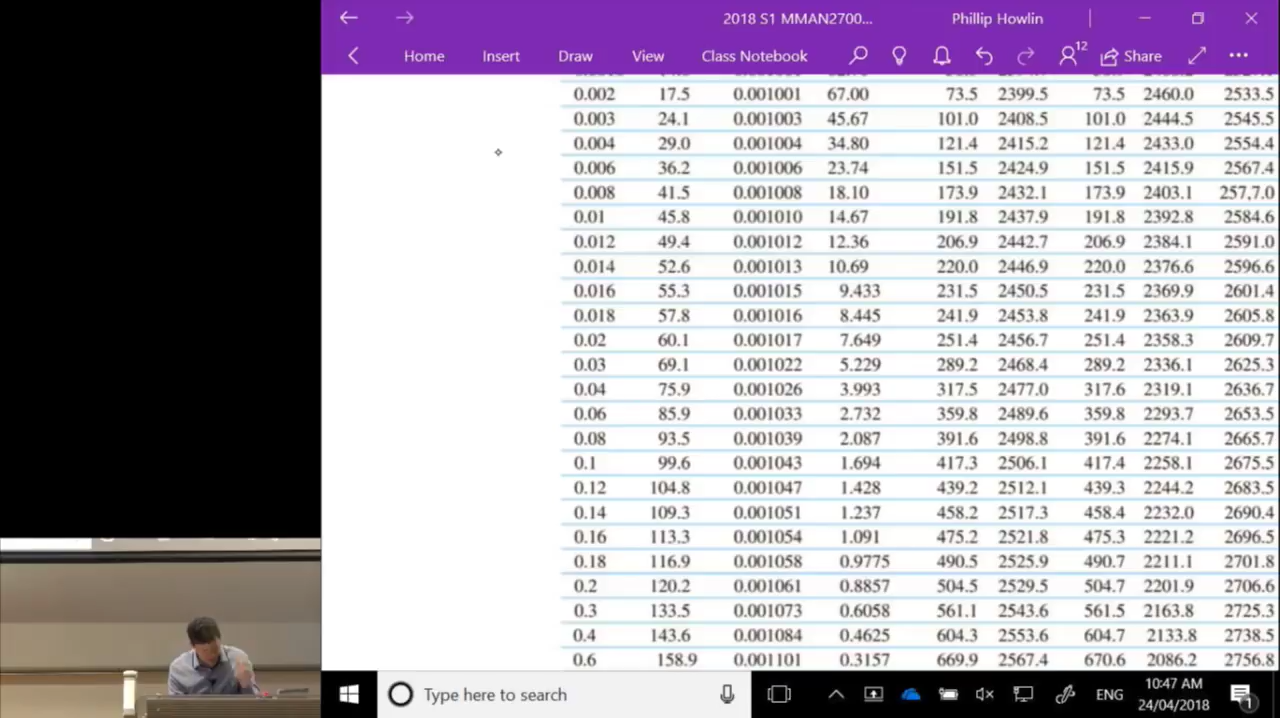 2018 S1 MMAN2700... Phillip Howlin
Home Insert Draw View Class Notebook 12 Share
0.002 17.5 0.001001 67.00 73.5 2399.5 73.5 2460.0 2533.5
0.003 24.1 0.001003 45.67 101.0 2408.5 101.0 2444.5 2545.5
0.004 29.0 0.001004 34.80 121.4 2415.2 121.4 2433.0 2554.4
0.006 36.2 0.001006 23.74 151.5 2424.9 151.5 2415.9 2567.4
0.008 41.5 0.001008 18.10 173.9 2432.1 173.9 2403.1 257,7.0
0.01 45.8 0.001010 14.67 191.8 2437.9 191.8 2392.8 2584.6
0.012 49.4 0.001012 12.36 206.9 2442.7 206.9 2384.1 2591.0
0.014 52.6 0.001013 10.69 220.0 2446.9 220.0 2376.6 2596.6
0.016 55.3 0.001015 9.433 231.5 2450.5 231.5 2369.9 2601.4
0.018 57.8 0.001016 8.445 241.9 2453.8 241.9 2363.9 2605.8
0.02 60.1 0.001017 7.649 251.4 2456.7 251.4 2358.3 2609.7
0.03 69.1 0.001022 5.229 289.2 2468.4 289.2 2336.1 2625.3
0.04 75.9 0.001026 3.993 317.5 2477.0 317.6 2319.1 2636.7
0.06 85.9 0.001033 2.732 359.8 2489.6 359.8 2293.7 2653.5
0.08 93.5 0.001039 2.087 391.6 2498.8 391.6 2274.1 2665.7
0.1 99.6 0.001043 1.694 417.3 2506.1 417.4 2258.1 2675.5
0.12 104.8 0.001047 1.428 439.2 2512.1 439.3 2244.2 2683.5
0.14 109.3 0.001051 1.237 458.2 2517.3 458.4 2232.0 2690.4
0.16 113.3 0.001054 1.091 475.2 2521.8 475.3 2221.2 2696.5
0.18 116.9 0.001058 0.9775 490.5 2525.9 490.7 2211.1 2701.8
0.2 120.2 0.001061 0.8857 504.5 2529.5 504.7 2201.9 2706.6
0.3 133.5 0.001073 0.6058 561.1 2543.6 561.5 2163.8 2725.3
0.4 143.6 0.001084 0.4625 604.3 2553.6 604.7 2133.8 2738.5
0.6 158.9 0.001101 0.3157 669.9 2567.4 670.6 2086.2 2756.8
Type here to search ENG 10:47 AM
24/04/2018 1